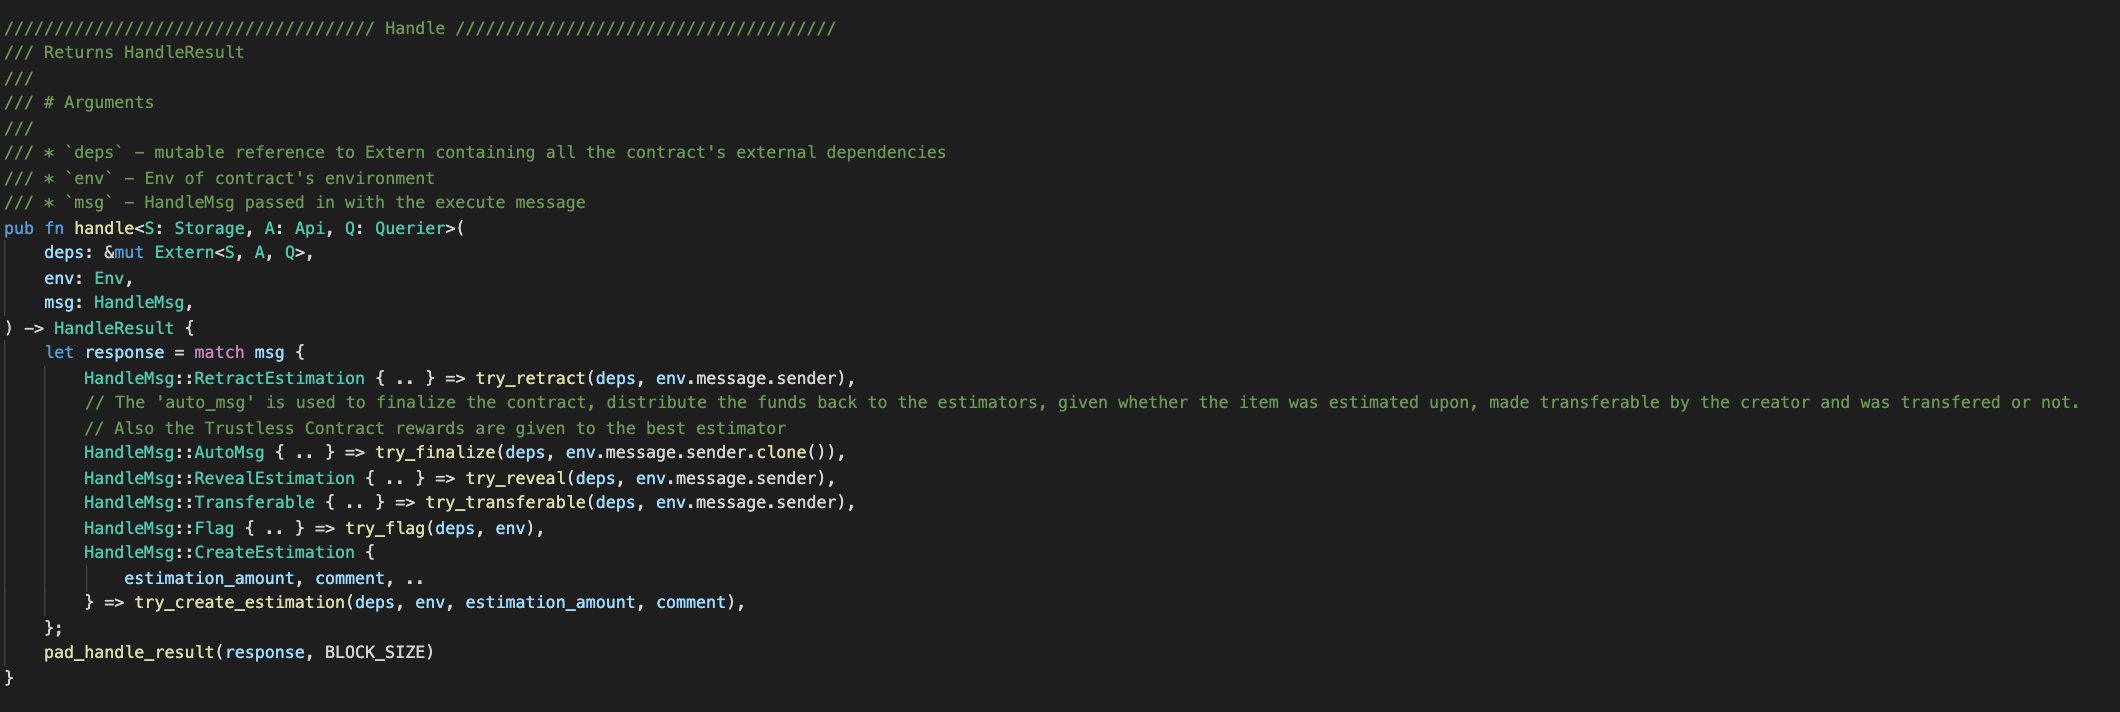 ///////////////////////////////////// Handle //////////////////////////////////////
/// Returns HandleResult
///
/// # Arguments
///
/// * `deps` - mutable reference to Extern containing all the contract's external dependencies
/// * `env` - Env of contract's environment
/// * `msg` - HandleMsg passed in with the execute message
pub fn handle<S: Storage, A: Api, Q: Querier>(
    deps: &mut Extern<S, A, Q>,
    env: Env,
    msg: HandleMsg,
) -> HandleResult {
    let response = match msg {
        HandleMsg::RetractEstimation { .. } => try_retract(deps, env.message.sender),
        // The 'auto_msg' is used to finalize the contract, distribute the funds back to the estimators, given whether the item was estimated upon, made transferable by the creator and was transfered or not.
        // Also the Trustless Contract rewards are given to the best estimator
        HandleMsg::AutoMsg { .. } => try_finalize(deps, env.message.sender.clone()),
        HandleMsg::RevealEstimation { .. } => try_reveal(deps, env.message.sender),
        HandleMsg::Transferable { .. } => try_transferable(deps, env.message.sender),
        HandleMsg::Flag { .. } => try_flag(deps, env),
        HandleMsg::CreateEstimation {
            estimation_amount, comment, ..
        } => try_create_estimation(deps, env, estimation_amount, comment),
    };
    pad_handle_result(response, BLOCK_SIZE)
}